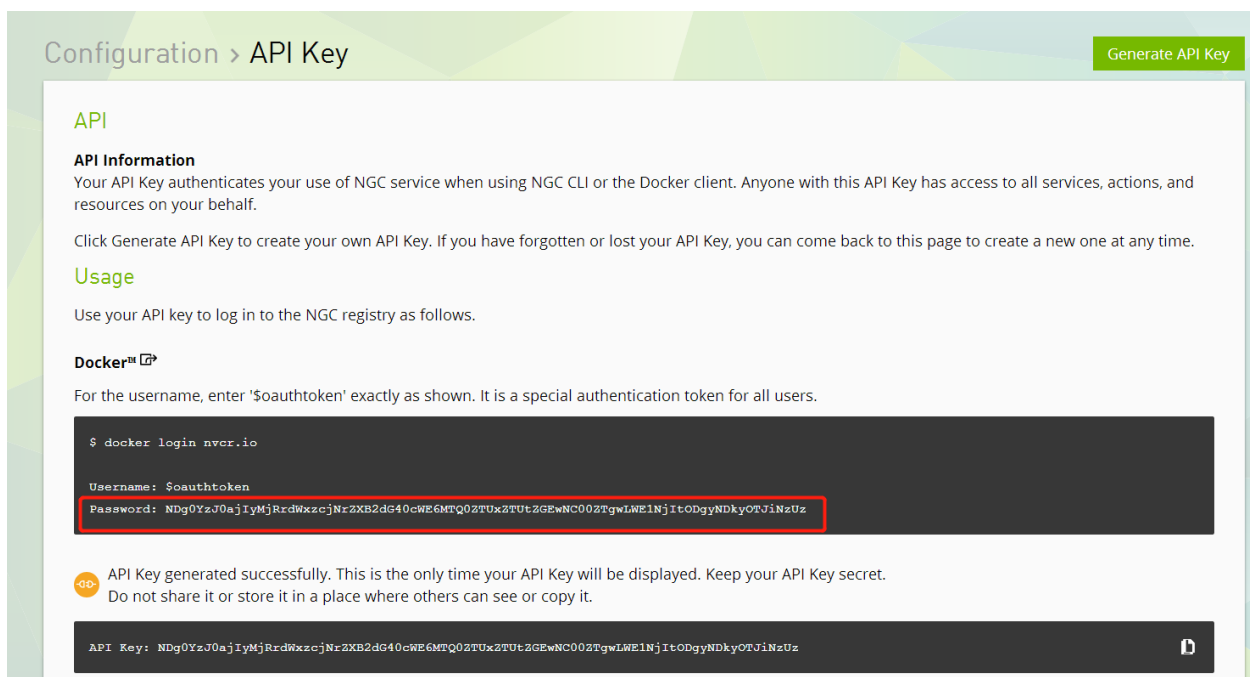 Configuration > API Key
Generate API Key
API
API Information
Your API Key authenticates your use of NGC service when using NGC CLI or the Docker client. Anyone with this API Key has access to all services, actions, and
resources on your behalf.
Click Generate API Key to create your own API Key. If you have forgotten or lost your API Key, you can come back to this page to create a new one at any time.
Usage
Use your API key to log in to the NGC registry as follows.
Docker™
For the username, enter '$oauthtoken' exactly as shown. It is a special authentication token for all users.
$ docker login nvcr.io
Username: $oauthtoken
Password: NDg0YzJ0ajIyMjRrdWxzcjNrZXB2dG40cWE6MTQ0ZTUxZTUtZGEwNC00ZTgwLWE1NjItODgyNDkyOTJiNzUz
API Key generated successfully. This is the only time your API Key will be displayed. Keep your API Key secret.
Do not share it or store it in a place where others can see or copy it.
API Key: NDg0YzJ0ajIyMjRrdWxzcjNrZXB2dG40cWE6MTQ0ZTUxZTUtZGEwNC00ZTgwLWE1NjItODgyNDkyOTJiNzUz